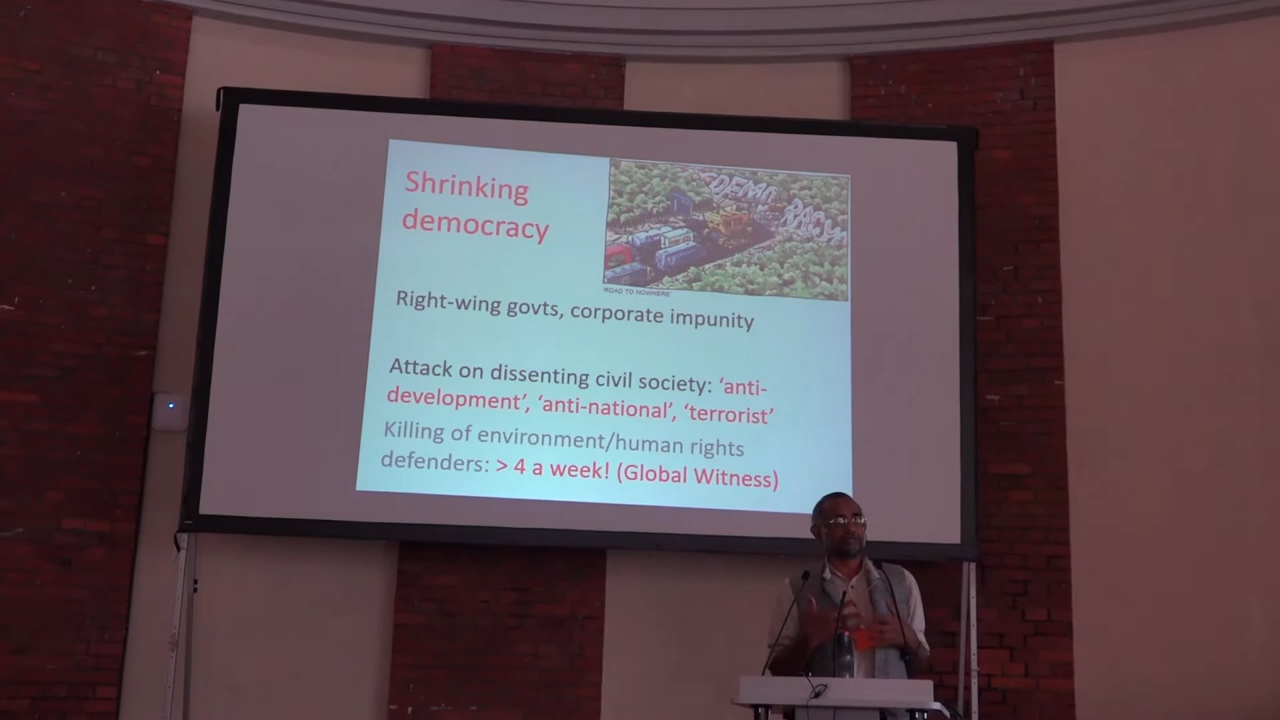 Shrinking
democracy
DEMO RACY
'ROAD TO NOWHERE'
Right-wing govts, corporate impunity
Attack on dissenting civil society: ‘anti-
development’, ‘anti-national’, ‘terrorist’
Killing of environment/human rights
defenders: > 4 a week! (Global Witness)